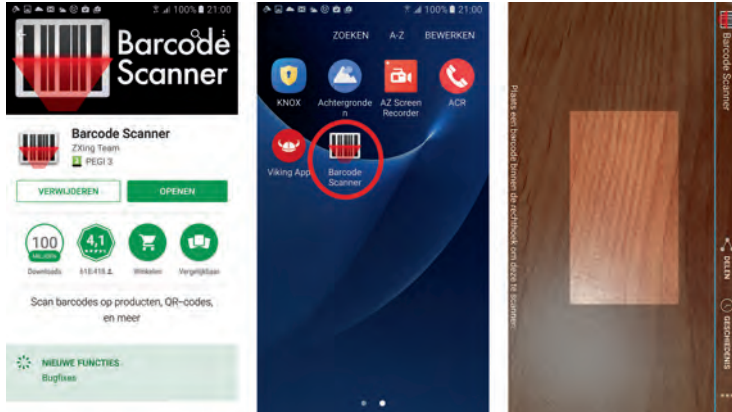 100% 21:00
Barcode
Scanner
Barcode Scanner
ZXing Team
PEGI 3
VERWIJDEREN
OPENEN
100
MILJOEN
Downloads
4,1
618.418
Winkelen
Vergelijkbaar
Scan barcodes op producten, QR-codes,
en meer
NIEUWE FUNCTIES
Bugfixes
100% 21:00
ZOEKEN A-Z BEWERKEN
KNOX
Achtergronde
n
AZ Screen
Recorder
ACR
Viking App
Barcode
Scanner
Barcode Scanner
DELEN
GESCHIEDENIS
Plaats een barcode binnen de rechthoek om deze te scannen.